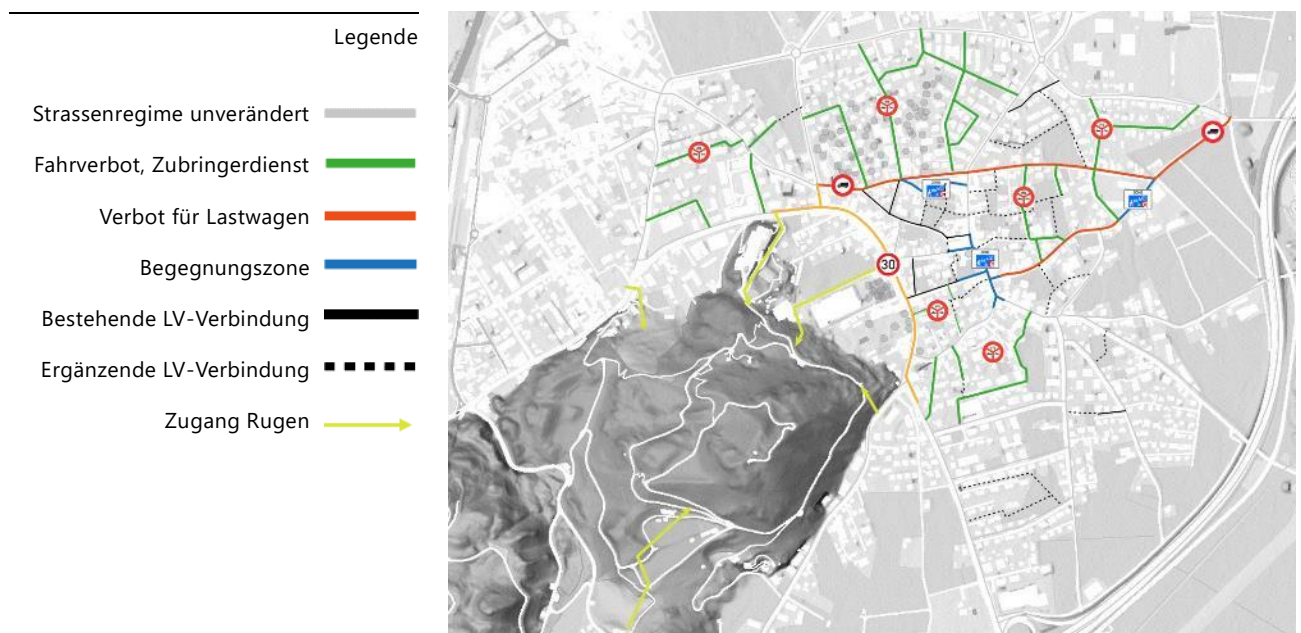 Legende
Strassenregime unverändert
Fahrverbot, Zubringerdienst
Verbot für Lastwagen
Begegnungszone
Bestehende LV-Verbindung
Ergänzende LV-Verbindung
Zugang Rugen
30